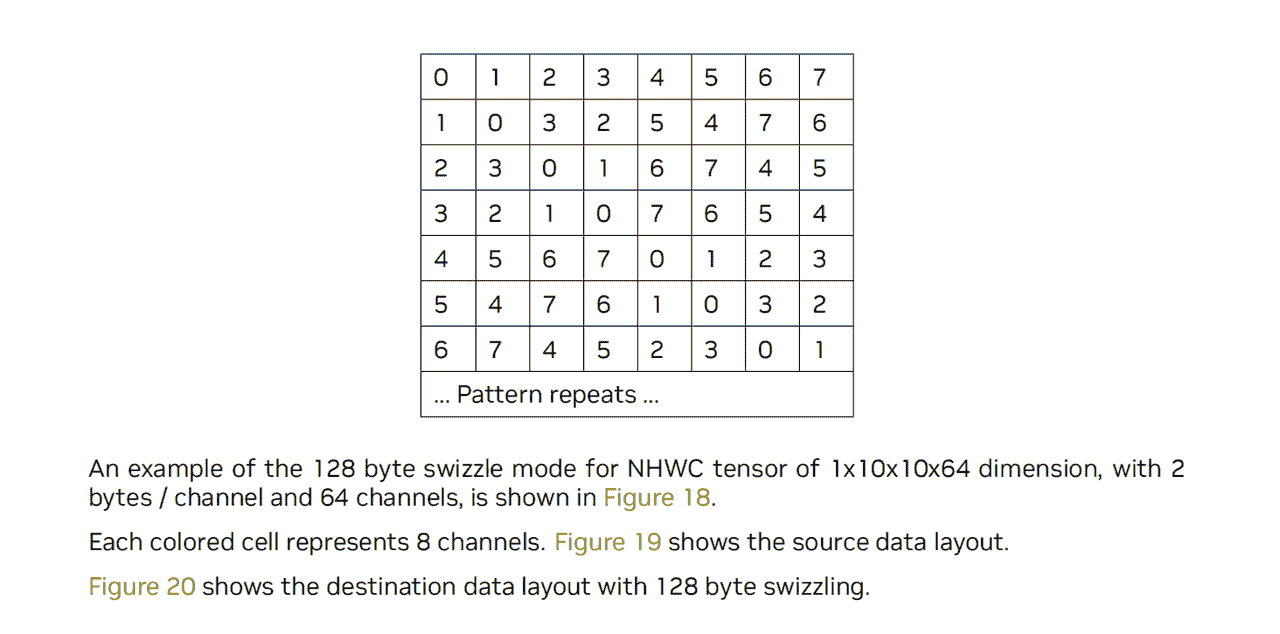 0 1 2 3 4 5 6 7
1 0 3 2 5 4 7 6
2 3 0 1 6 7 4 5
3 2 1 0 7 6 5 4
4 5 6 7 0 1 2 3
5 4 7 6 1 0 3 2
6 7 4 5 2 3 0 1
... Pattern repeats ...
An example of the 128 byte swizzle mode for NHWC tensor of 1x10x10x64 dimension, with 2
bytes / channel and 64 channels, is shown in Figure 18.
Each colored cell represents 8 channels. Figure 19 shows the source data layout.
Figure 20 shows the destination data layout with 128 byte swizzling.